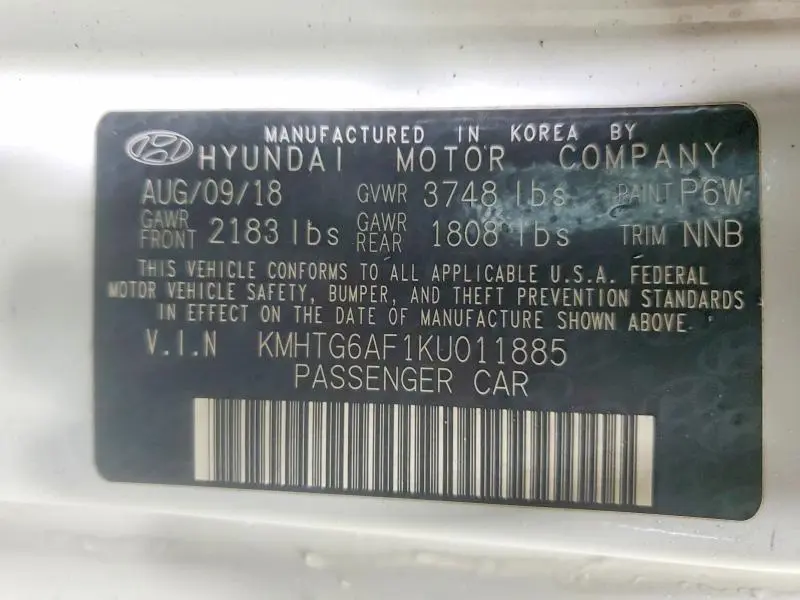 MANUFACTURED IN KOREA BY
HYUNDAI MOTOR COMPANY
AUG/09/18 GVWR 3748 lbs PAINT P6W
GAWR FRONT 2183 lbs GAWR REAR 1808 lbs TRIM NNB
THIS VEHICLE CONFORMS TO ALL APPLICABLE U.S.A. FEDERAL
MOTOR VEHICLE SAFETY, BUMPER, AND THEFT PREVENTION STANDARDS
IN EFFECT ON THE DATE OF MANUFACTURE SHOWN ABOVE.
V.I.N KMHTG6AF1KU011885
PASSENGER CAR